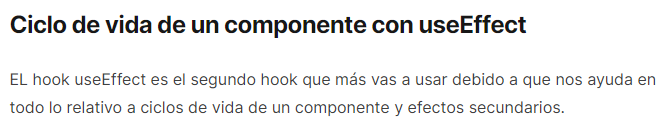 Ciclo de vida de un componente con useEffect
EL hook useEffect es el segundo hook que más vas a usar debido a que nos ayuda en
todo lo relativo a ciclos de vida de un componente y efectos secundarios.